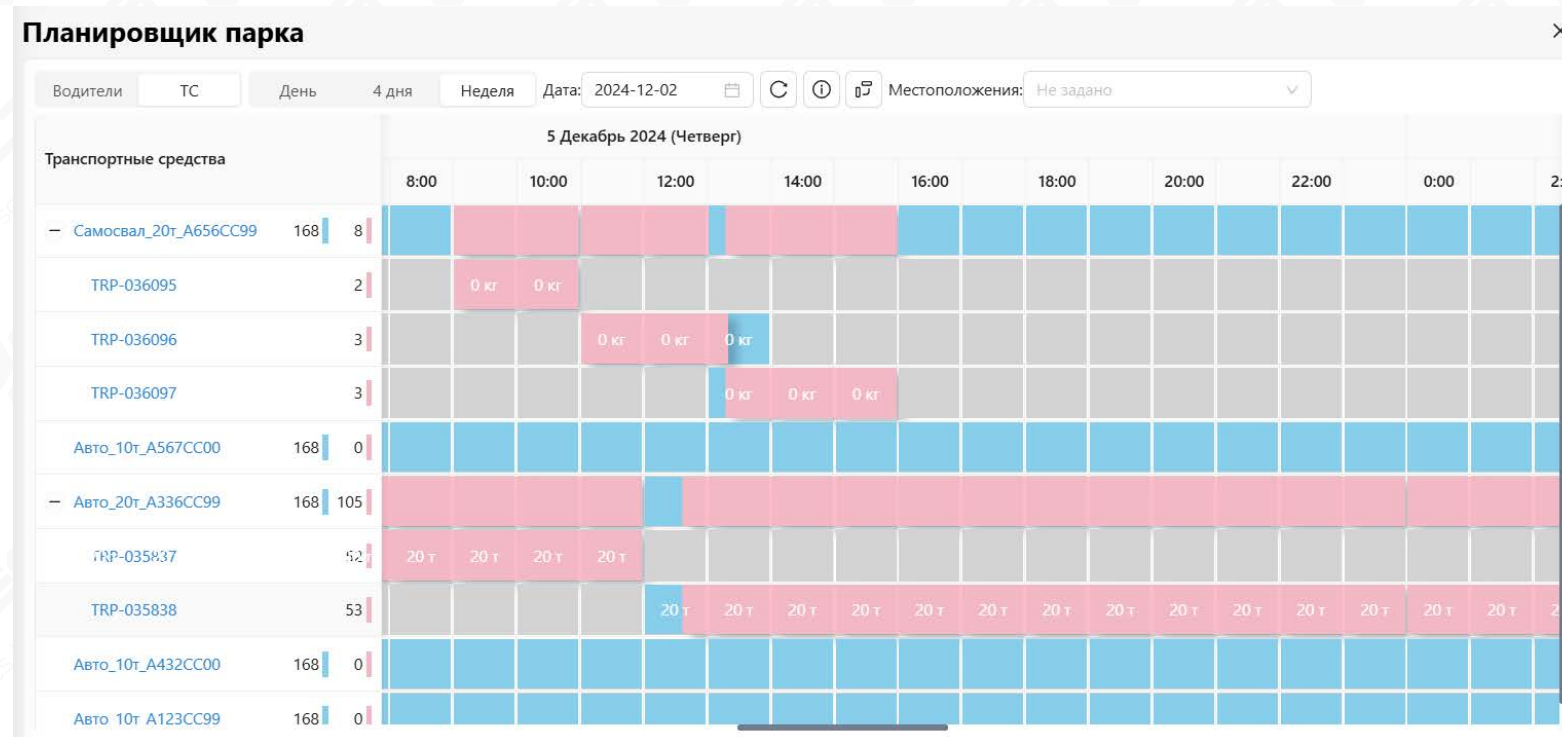 Планировщик парка
Водители ТС День 4 дня Неделя Дата: 2024-12-02 Местоположения: Не задано
5 Декабрь 2024 (Четверг)
Транспортные средства
8:00 10:00 12:00 14:00 16:00 18:00 20:00 22:00 0:00
Самосвал_20т_А656СС99 168 8
TRP-036095 2 0 кг 0 кг
TRP-036096 3 0 кг 0 кг 0 кг
TRP-036097 3 0 кг 0 кг 0 кг
Авто_10т_А567СС00 168 0
Авто_20т_А336СС99 168 105
TRP-035837 52 20 т 20 т 20 т 20 т
TRP-035838 53 20 т 20 т 20 т 20 т 20 т 20 т 20 т 20 т 20 т 20 т 20 т 20 т 20 т 20 т
Авто_10т_А432СС00 168 0
Авто_10т_А123СС99 168 0